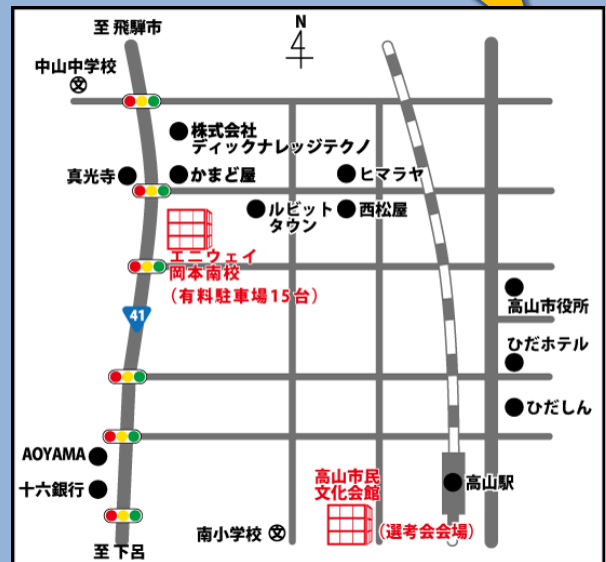 至 飛騨市
N
中山中学校
文
株式会社
ディックナレッジテクノ
真光寺
かまど屋
ヒマラヤ
ルビット
タウン
西松屋
エニウェイ
岡本南校
(有料駐車場15台)
41
高山市役所
ひだホテル
ひだしん
AOYAMA
十六銀行
高山市民
文化会館
高山駅
南小学校
文
(選考会会場)
至 下呂